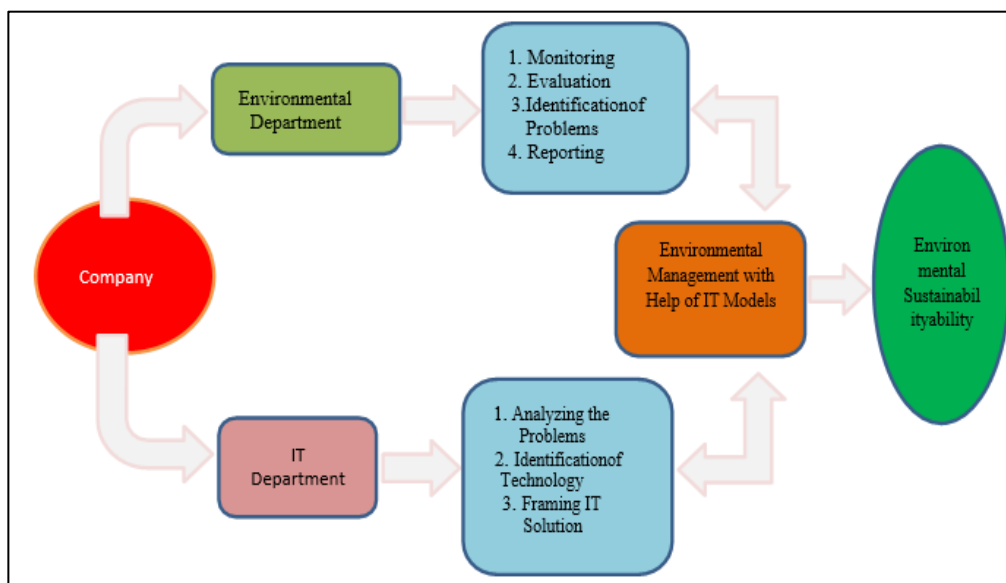 Environmental
Department
1. Monitoring
2. Evaluation
3.Identificationof
Problems
4. Reporting
Company
Environmental
Management with
Help of IT Models
Environ
mental
Sustainabil
ityability
IT
Department
1. Analyzing the
Problems
2. Identificationof
Technology
3. Framing IT
Solution